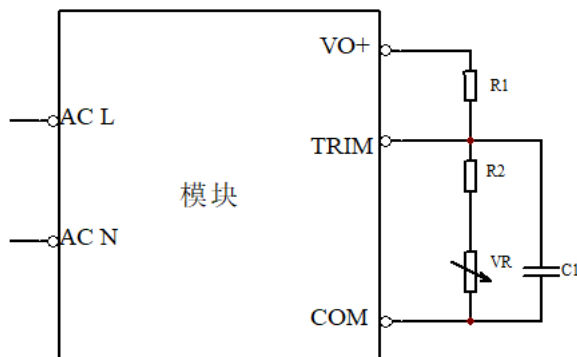 VO+
R1
AC L
TRIM
R2
模块
AC N
VR
C1
COM